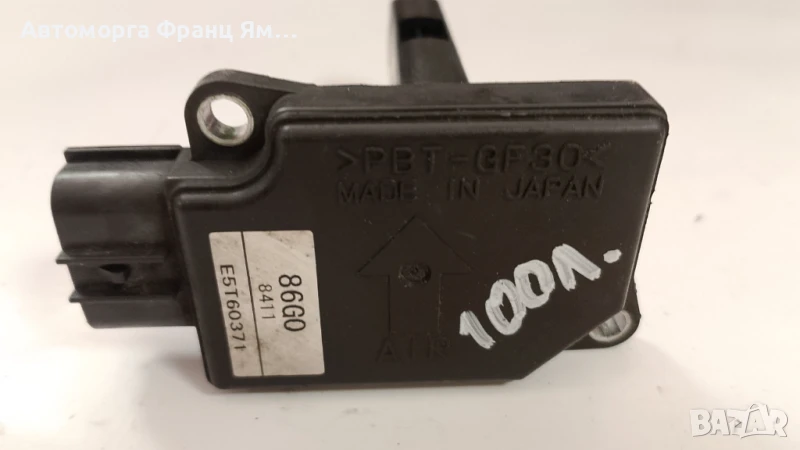 Автоморга Франц Ям...
>PBT-GF30<
MADE IN JAPAN
AIR
86G0
8411
E5T60371
100л.
BAZAR